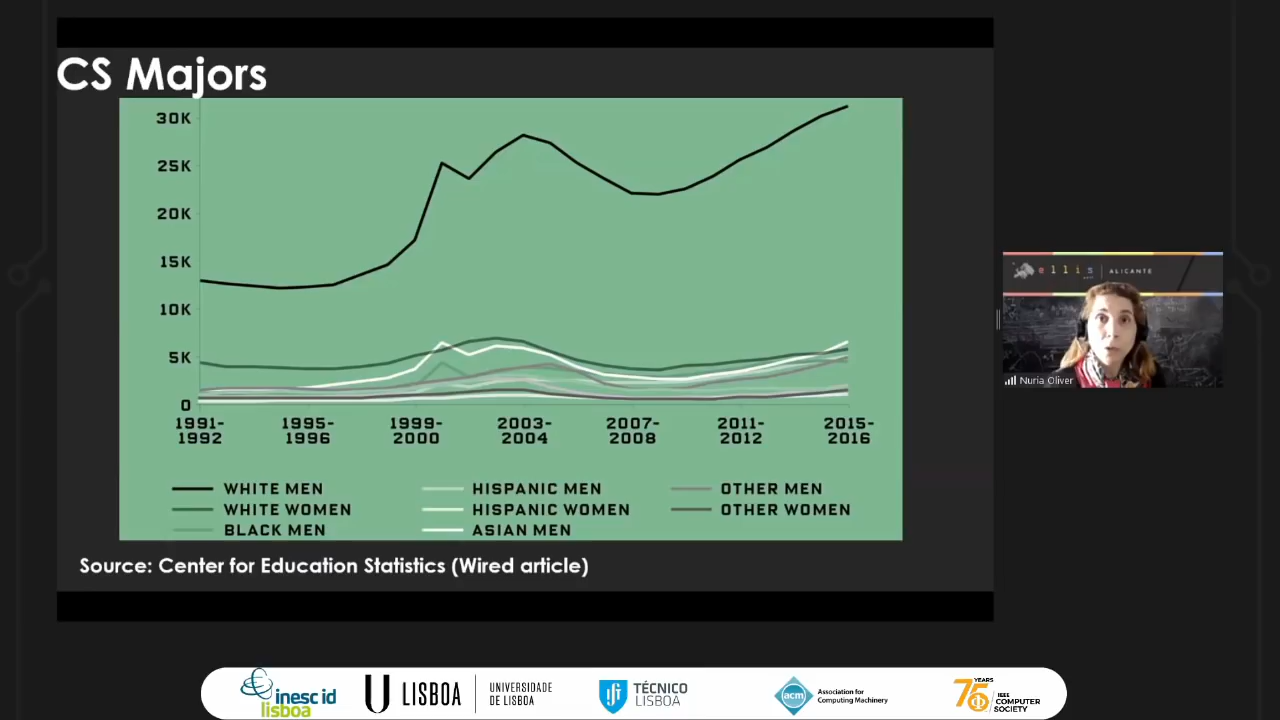 CS Majors
30K
25K
20K
15K
10K
5K
0
1991-
1992
1995-
1996
1999-
2000
2003-
2004
2007-
2008
2011-
2012
2015-
2016
WHITE MEN
HISPANIC MEN
OTHER MEN
WHITE WOMEN
HISPANIC WOMEN
OTHER WOMEN
BLACK MEN
ASIAN MEN
Source: Center for Education Statistics (Wired article)
ellis
ALICANTE
Nuria Oliver
inesc id
lisboa
LISBOA
UNIVERSIDADE
DE LISBOA
TÉCNICO
LISBOA
acm
Association for
Computing Machinery
75 YEARS
IEEE
COMPUTER
SOCIETY